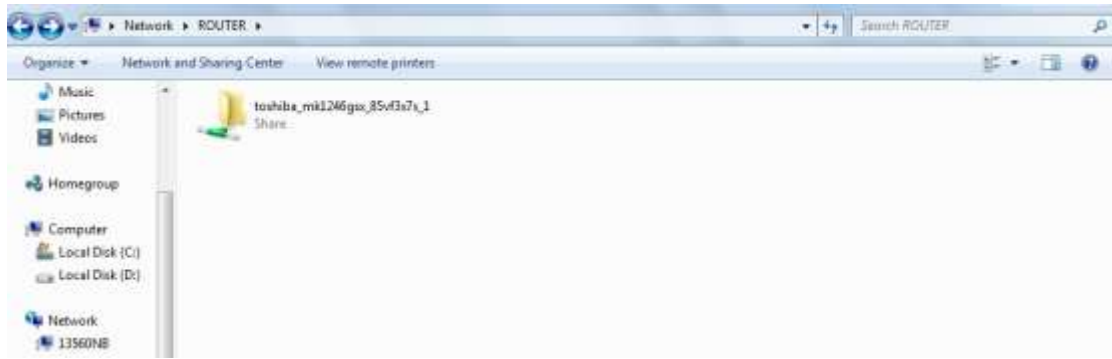 Network ▸ ROUTER ▸
Search ROUTER
Organize
Network and Sharing Center
View remote printers
Music
Pictures
Videos
Homegroup
Computer
Local Disk (C:)
Local Disk (D:)
Network
13560NB
toshiba_mk1246gsx_85vf3s7s_1
Share